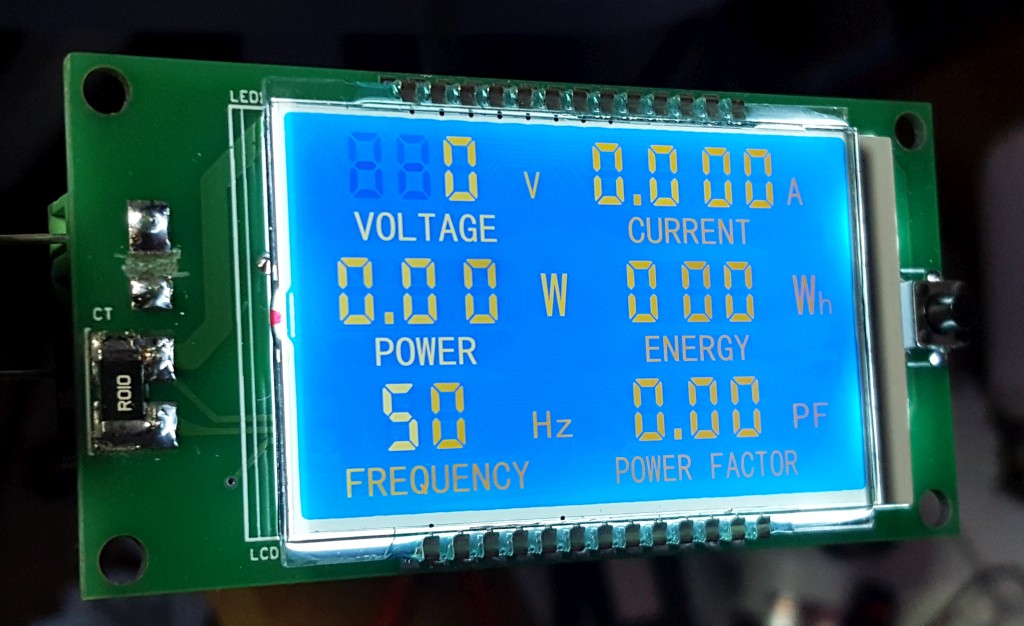 LED
0 V 0.000 A
VOLTAGE CURRENT
0.00 W 000 Wh
POWER ENERGY
50 Hz 0.00 PF
FREQUENCY POWER FACTOR
CT
R010
LCD